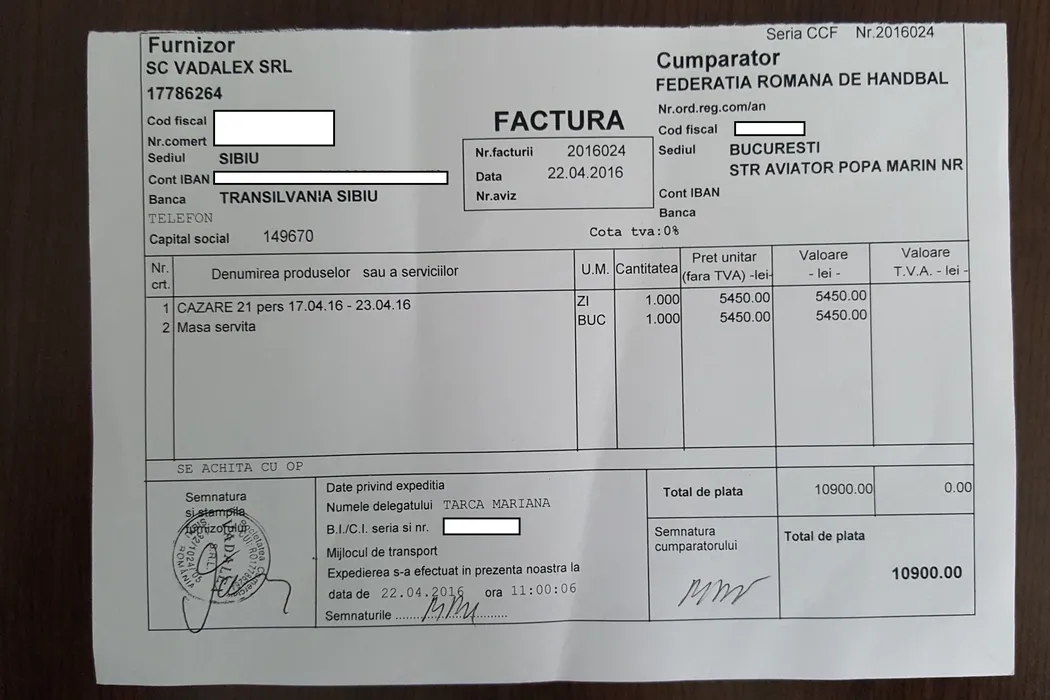 Seria CCF Nr.2016024
Furnizor
SC VADALEX SRL
17786264
Cod fiscal
Nr.comert
Sediul SIBIU
Cont IBAN
Banca TRANSILVANIA SIBIU
TELEFON
Capital social 149670
FACTURA
Nr.facturii 2016024
Data 22.04.2016
Nr.aviz
Cumparator
FEDERATIA ROMANA DE HANDBAL
Nr.ord.reg.com/an
Cod fiscal
Sediul BUCURESTI
STR AVIATOR POPA MARIN NR
Cont IBAN
Banca
Cota tva:0%
Nr. crt. Denumirea produselor sau a serviciilor U.M. Cantitatea Pret unitar (fara TVA) -lei- Valoare - lei - Valoare T.V.A. - lei -
1 CAZARE 21 pers 17.04.16 - 23.04.16 ZI 1.000 5450.00 5450.00
2 Masa servita BUC 1.000 5450.00 5450.00
SE ACHITA CU OP
Semnatura
si stampila
furnizorului
VADALEX
SRL
ROMÂNIA
Date privind expeditia
Numele delegatului TARCA MARIANA
B.I./C.I. seria si nr.
Mijlocul de transport
Expedierea s-a efectuat in prezenta noastra la
data de 22.04.2016 ora 11:00:06
Semnaturile
Total de plata 10900.00 0.00
Semnatura
cumparatorului
Total de plata
10900.00